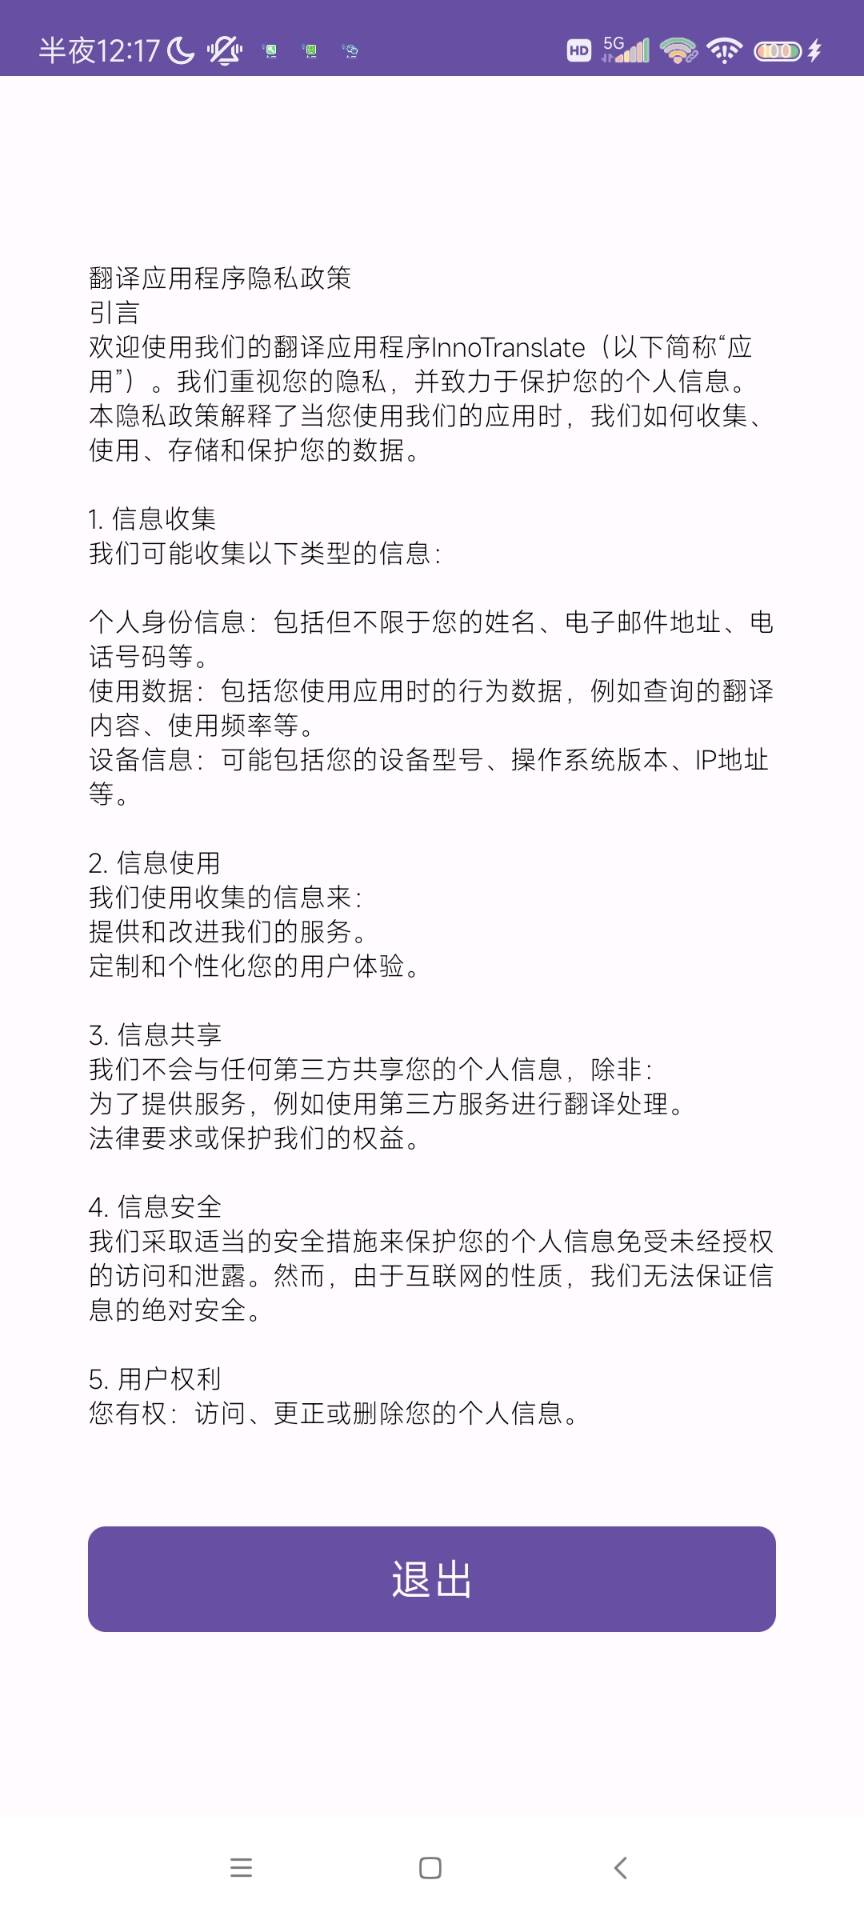 半夜12:17
HD 5G 100
翻译应用程序隐私政策
引言
欢迎使用我们的翻译应用程序InnoTranslate（以下简称“应
用”）。我们重视您的隐私，并致力于保护您的个人信息。
本隐私政策解释了当您使用我们的应用时，我们如何收集、
使用、存储和保护您的数据。
1. 信息收集
我们可能收集以下类型的信息：
个人身份信息：包括但不限于您的姓名、电子邮件地址、电
话号码等。
使用数据：包括您使用应用时的行为数据，例如查询的翻译
内容、使用频率等。
设备信息：可能包括您的设备型号、操作系统版本、IP地址
等。
2. 信息使用
我们使用收集的信息来：
提供和改进我们的服务。
定制和个性化您的用户体验。
3. 信息共享
我们不会与任何第三方共享您的个人信息，除非：
为了提供服务，例如使用第三方服务进行翻译处理。
法律要求或保护我们的权益。
4. 信息安全
我们采取适当的安全措施来保护您的个人信息免受未经授权
的访问和泄露。然而，由于互联网的性质，我们无法保证信
息的绝对安全。
5. 用户权利
您有权：访问、更正或删除您的个人信息。
退出